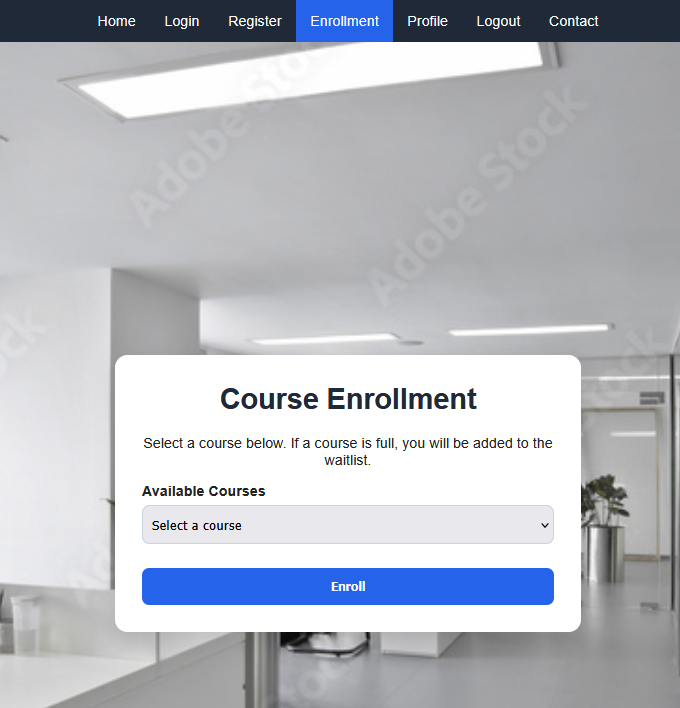 Home Login Register Enrollment Profile Logout Contact
Adobe Stock
Adobe Stock
ck
Course Enrollment
Select a course below. If a course is full, you will be added to the
waitlist.
Available Courses
Select a course
Enroll